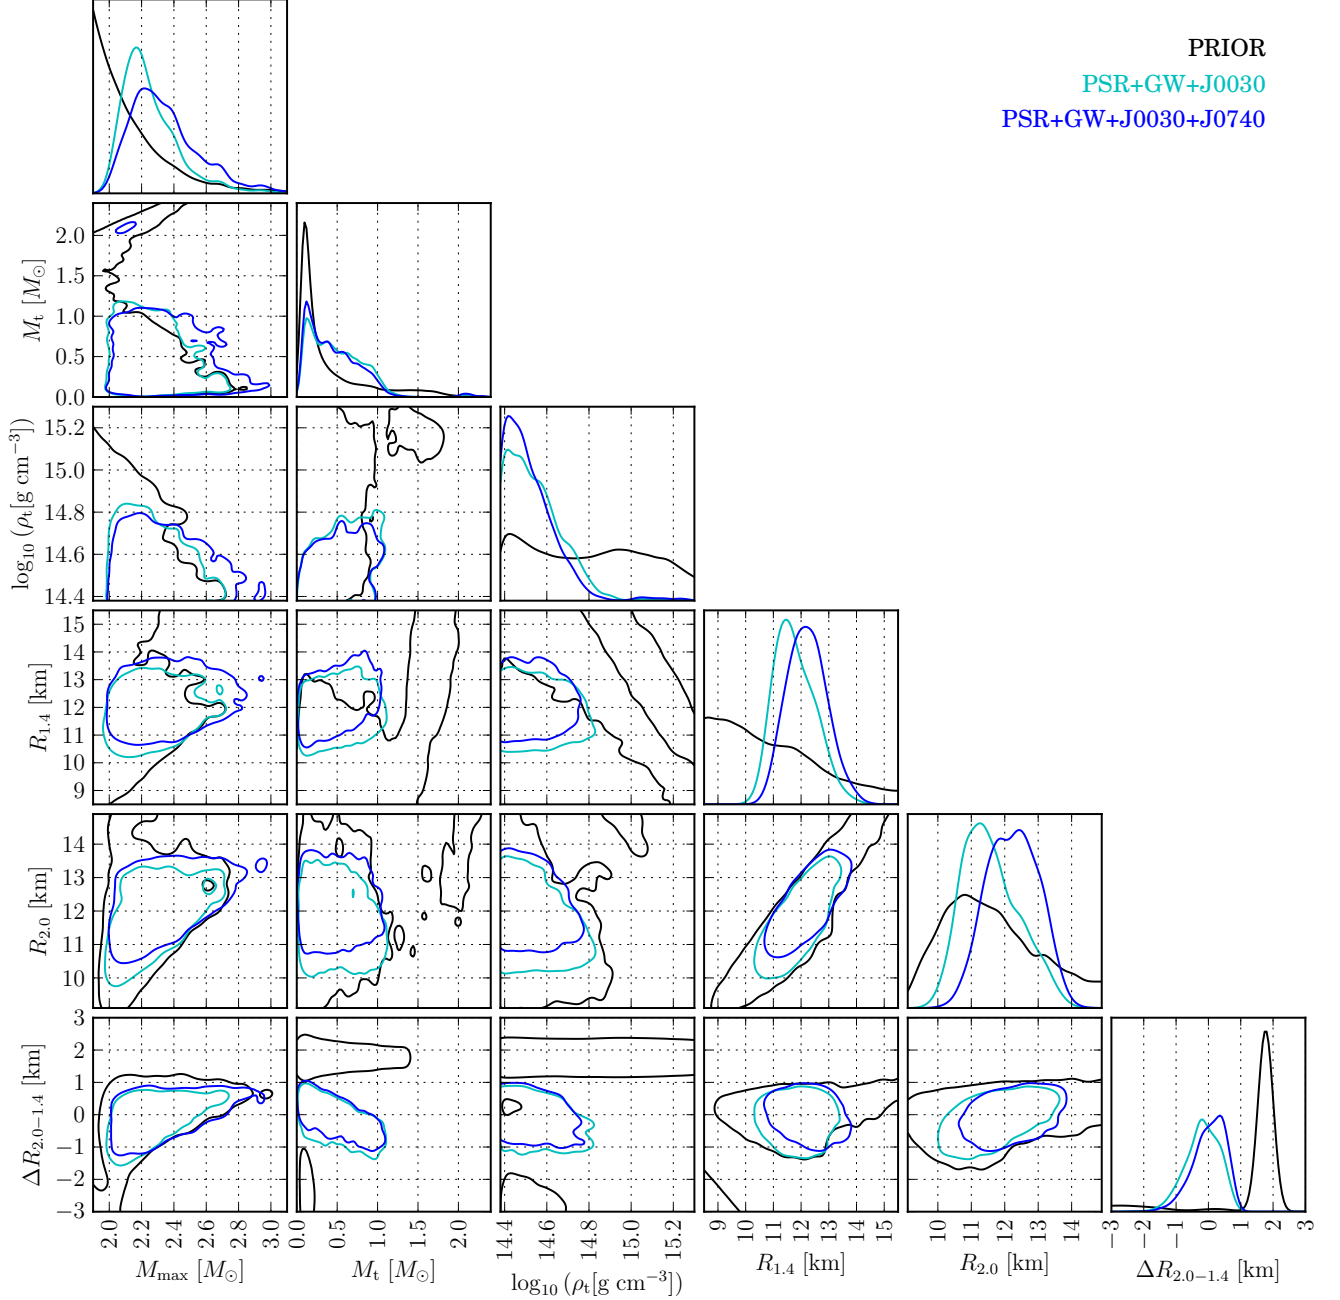 PRIOR
PSR+GW+J0030
PSR+GW+J0030+J0740
2.0
1.5
1.0
0.5
0.0
M_t [M_⊙]
15.2
15.0
14.8
14.6
14.4
log_10 (ρ_t[g cm^−3])
15
14
13
12
11
10
9
R_1.4 [km]
14
13
12
11
10
R_2.0 [km]
3
2
1
0
−1
−2
−3
ΔR_2.0−1.4 [km]
2.0 2.2 2.4 2.6 2.8 3.0
M_max [M_⊙]
0.0 0.5 1.0 1.5 2.0
M_t [M_⊙]
14.4 14.6 14.8 15.0 15.2
log_10 (ρ_t[g cm^−3])
9 10 11 12 13 14 15
R_1.4 [km]
10 11 12 13 14
R_2.0 [km]
−3 −2 −1 0 1 2 3
ΔR_2.0−1.4 [km]